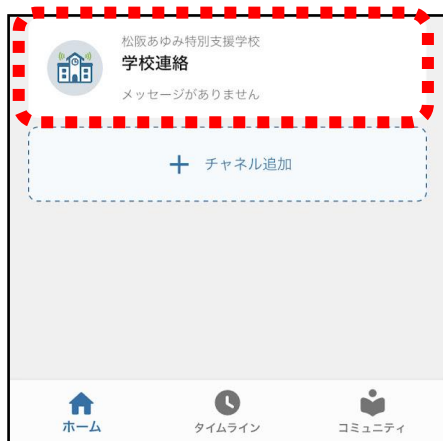 松阪あゆみ特別支援学校
学校連絡
メッセージがありません
＋ チャネル追加
ホーム
タイムライン
コミュニティ